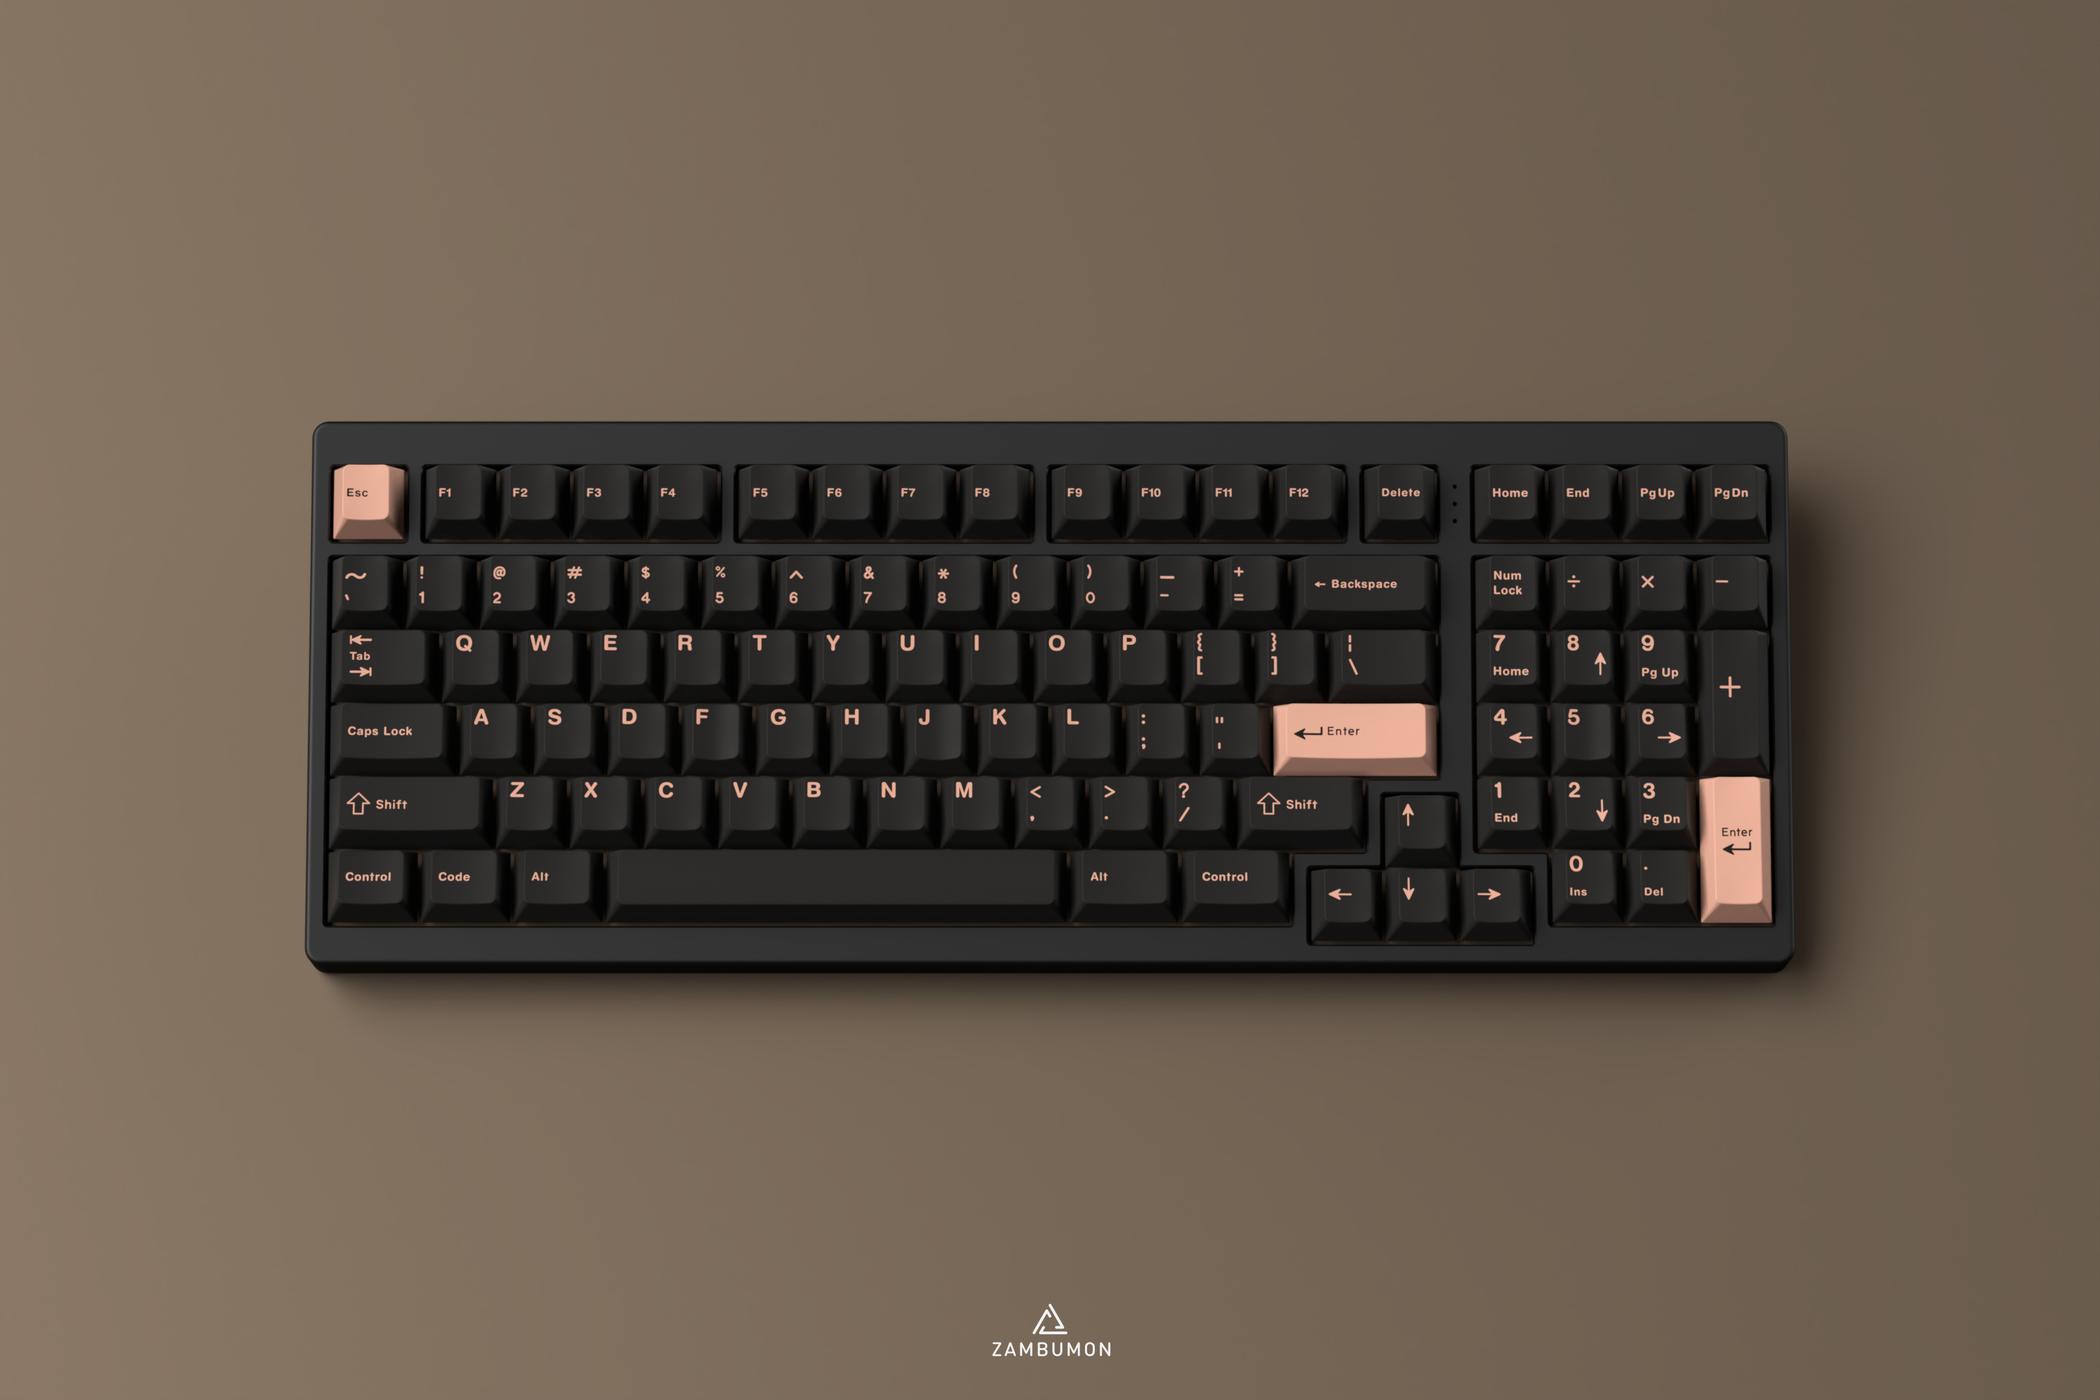 Esc F1 F2 F3 F4 F5 F6 F7 F8 F9 F10 F11 F12 Delete Home End PgUp PgDn
~ ! @ # $ % ^ & * ( ) — +
` 1 2 3 4 5 6 7 8 9 0 - = ← Backspace
Num
Lock ÷ × −
Tab Q W E R T Y U I O P { } ¦
[ ] \
7 8 9
Home ↑ Pg Up +
Caps Lock A S D F G H J K L : "
; ' Enter
4 5 6
← →
⇧ Shift Z X C V B N M < > ?
, . / ⇧ Shift ↑
1 2 3
End ↓ Pg Dn
Enter
Control Code Alt Alt Control ← ↓ →
0 .
Ins Del
ZAMBUMON